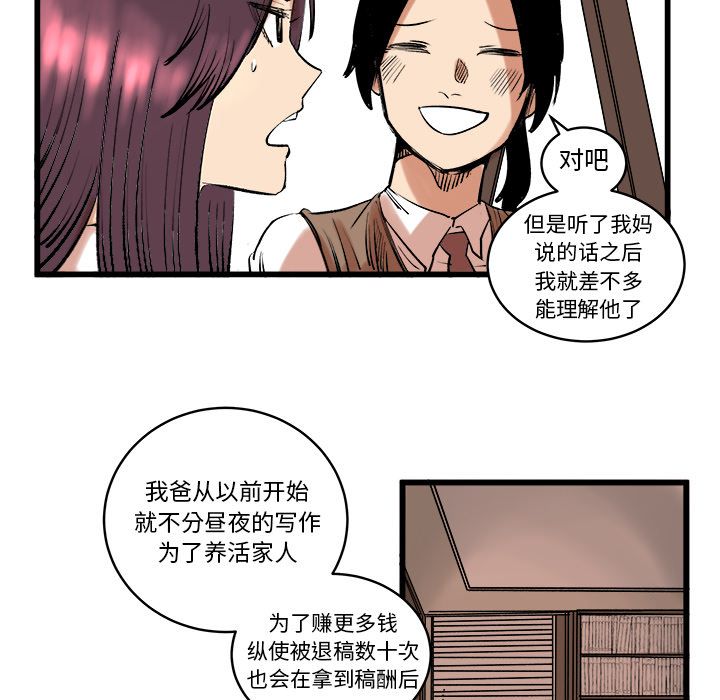 对吧
但是听了我妈
说的话之后
我就差不多
能理解他了
我爸从以前开始
就不分昼夜的写作
为了养活家人
为了赚更多钱
纵使被退稿数十次
也会在拿到稿酬后